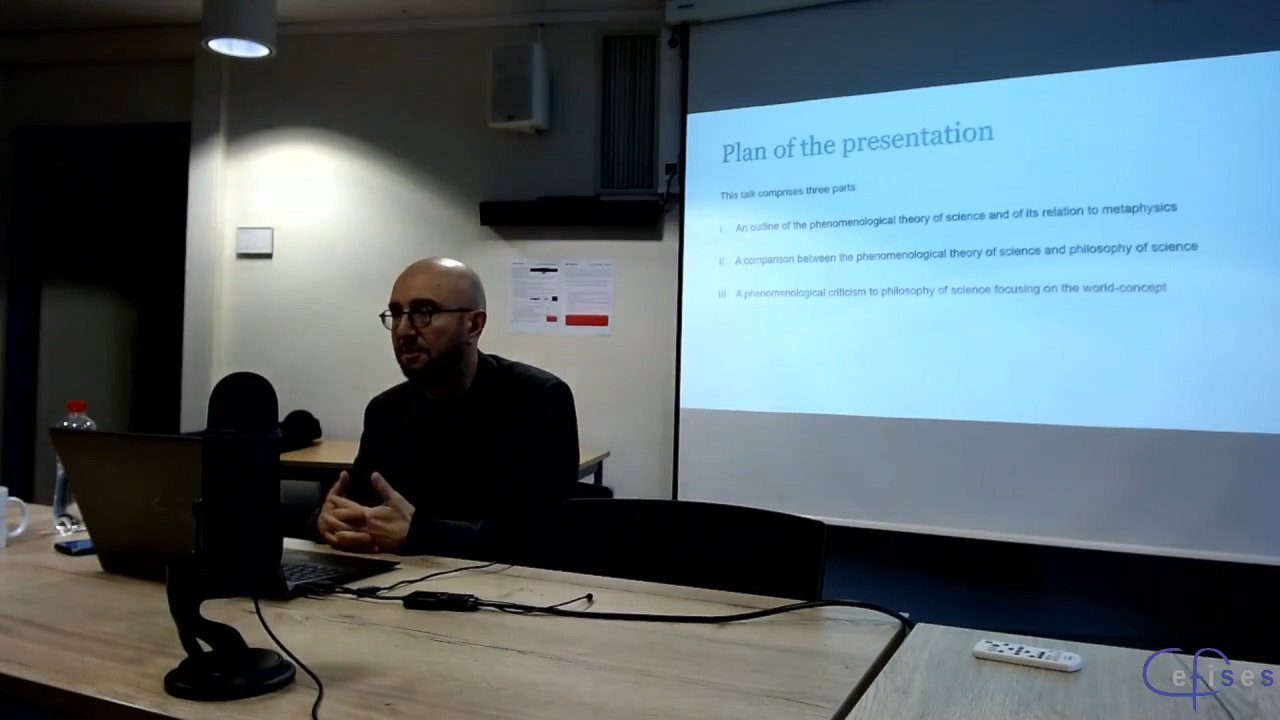 Plan of the presentation
This talk comprises three parts:
I. An outline of the phenomenological theory of science and of its relation to metaphysics
II. A comparison between the phenomenological theory of science and philosophy of science
III. A phenomenological criticism to philosophy of science focusing on the world-concept
Cefises